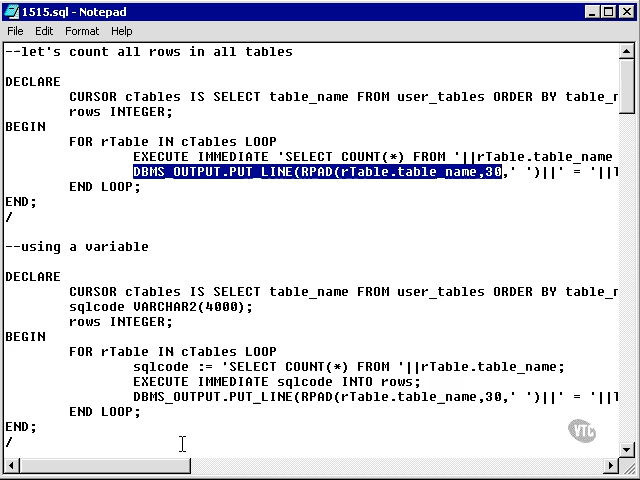 1515.sql - Notepad
File Edit Format Help
--let's count all rows in all tables
DECLARE
CURSOR cTables IS SELECT table_name FROM user_tables ORDER BY table_
rows INTEGER;
BEGIN
FOR rTable IN cTables LOOP
EXECUTE IMMEDIATE 'SELECT COUNT(*) FROM '||rTable.table_name
DBMS_OUTPUT.PUT_LINE(RPAD(rTable.table_name,30,' ')||' = '||
END LOOP;
END;
/
--using a variable
DECLARE
CURSOR cTables IS SELECT table_name FROM user_tables ORDER BY table_
sqlcode VARCHAR2(4000);
rows INTEGER;
BEGIN
FOR rTable IN cTables LOOP
sqlcode := 'SELECT COUNT(*) FROM '||rTable.table_name;
EXECUTE IMMEDIATE sqlcode INTO rows;
DBMS_OUTPUT.PUT_LINE(RPAD(rTable.table_name,30,' ')||' = '||
END LOOP;
END;
/
VTC